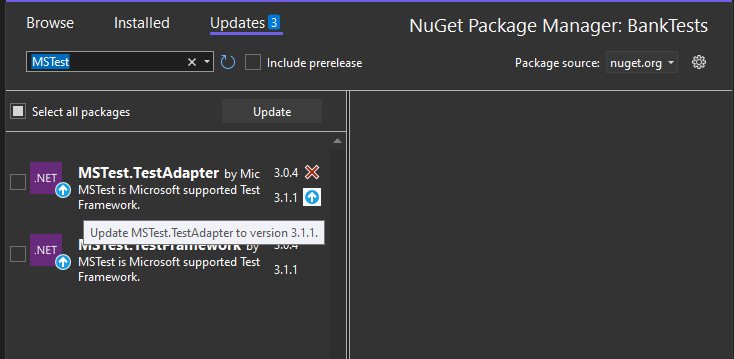 Browse Installed Updates 3 NuGet Package Manager: BankTests
MSTest Include prerelease Package source: nuget.org
Select all packages Update
.NET MSTest.TestAdapter by Mic 3.0.4
MSTest is Microsoft supported Test 3.1.1
Framework.
Update MSTest.TestAdapter to version 3.1.1.
.NET MSTest.TestFramework by 3.0.4
MSTest is Microsoft supported Test
Framework. 3.1.1